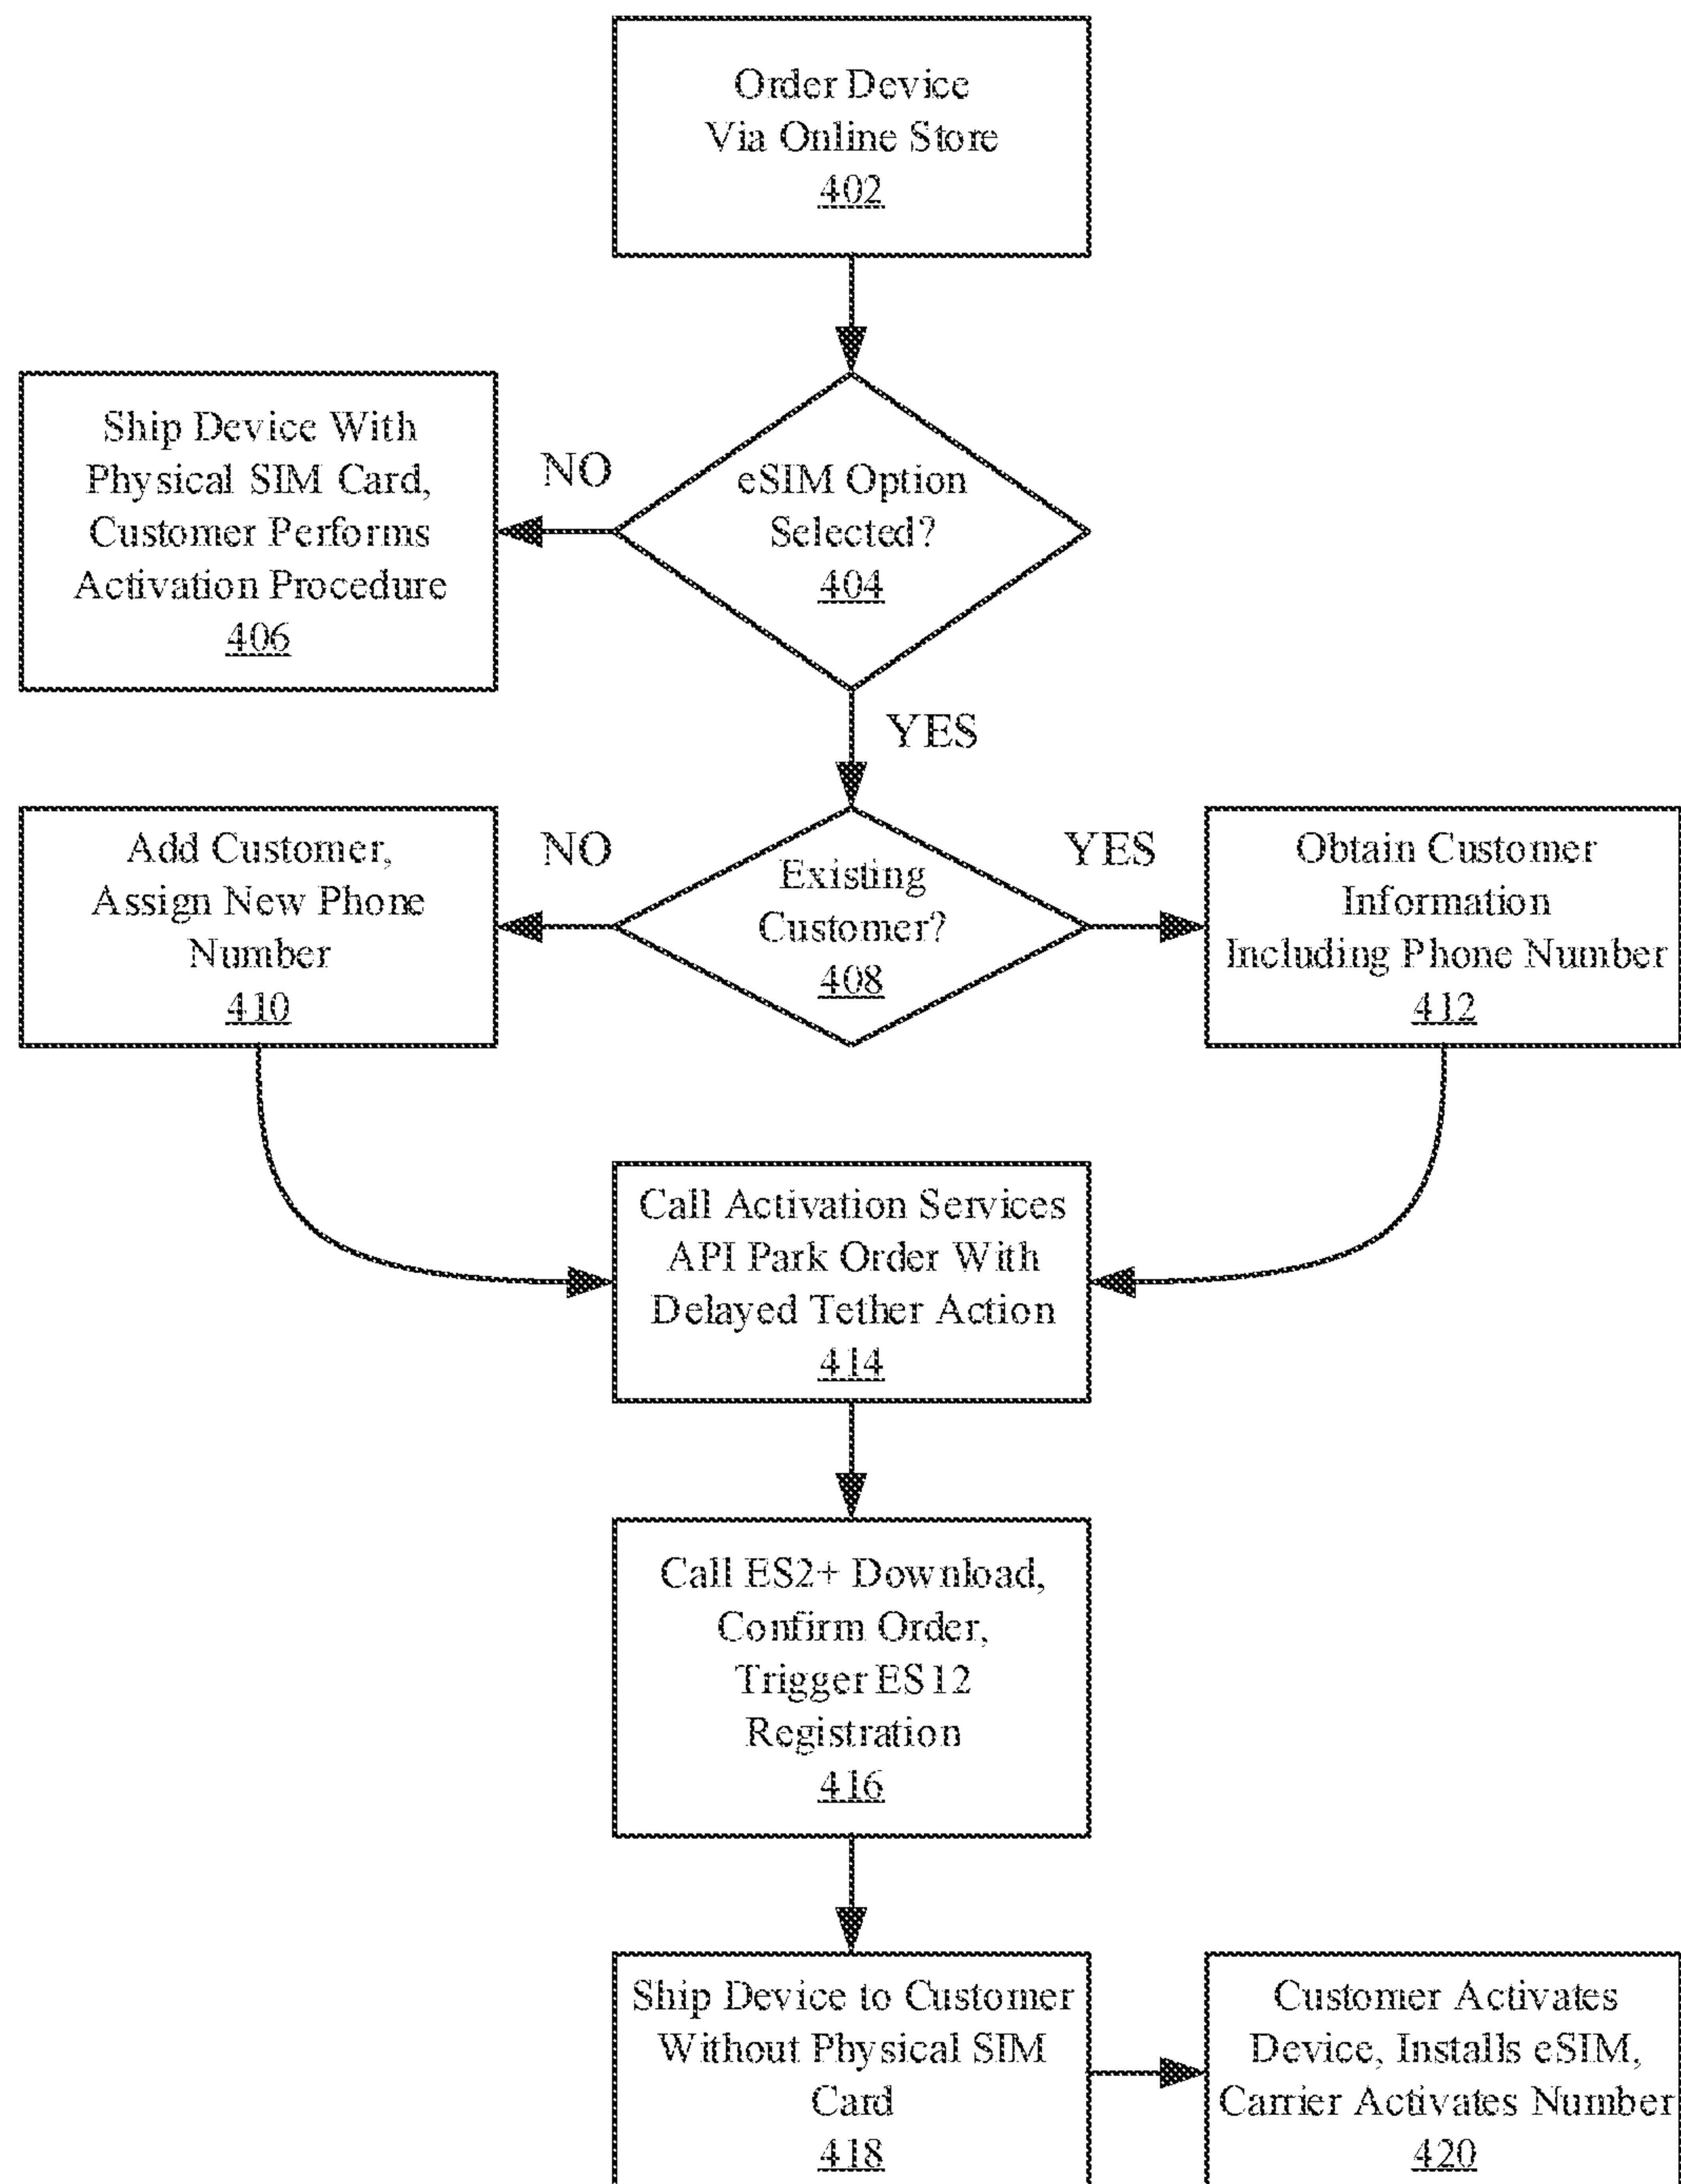 Order Device
Via Online Store
402
Ship Device With
Physical SIM Card,
Customer Performs
Activation Procedure
406
NO
eSIM Option
Selected?
404
YES
Add Customer,
Assign New Phone
Number
410
NO
Existing
Customer?
408
YES
Obtain Customer
Information
Including Phone Number
412
Call Activation Services
API Park Order With
Delayed Tether Action
414
Call ES2+ Download,
Confirm Order,
Trigger ES12
Registration
416
Ship Device to Customer
Without Physical SIM
Card
418
Customer Activates
Device, Installs eSIM,
Carrier Activates Number
420